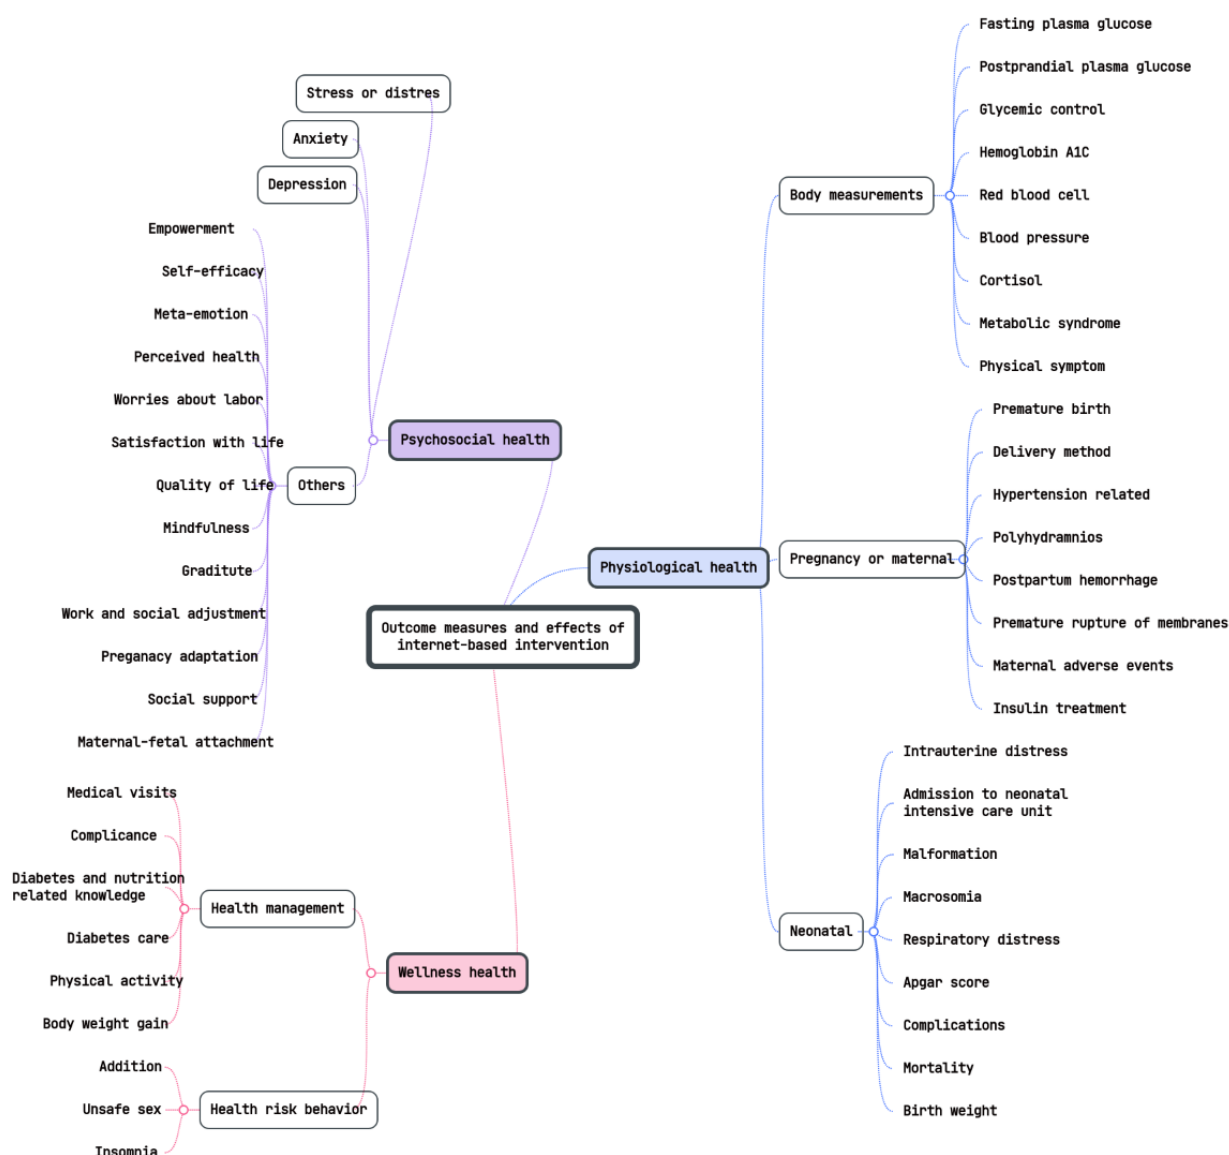 Outcome measures and effects of
internet-based intervention
Psychosocial health
Stress or distres
Anxiety
Depression
Others
Empowerment
Self-efficacy
Meta-emotion
Perceived health
Worries about labor
Satisfaction with life
Quality of life
Mindfulness
Graditute
Work and social adjustment
Preganacy adaptation
Social support
Maternal-fetal attachment
Physiological health
Body measurements
Fasting plasma glucose
Postprandial plasma glucose
Glycemic control
Hemoglobin A1C
Red blood cell
Blood pressure
Cortisol
Metabolic syndrome
Physical symptom
Pregnancy or maternal
Premature birth
Delivery method
Hypertension related
Polyhydramnios
Postpartum hemorrhage
Premature rupture of membranes
Maternal adverse events
Insulin treatment
Neonatal
Intrauterine distress
Admission to neonatal
intensive care unit
Malformation
Macrosomia
Respiratory distress
Apgar score
Complications
Mortality
Birth weight
Wellness health
Health management
Medical visits
Complicance
Diabetes and nutrition
related knowledge
Diabetes care
Physical activity
Body weight gain
Health risk behavior
Addition
Unsafe sex
Insomnia